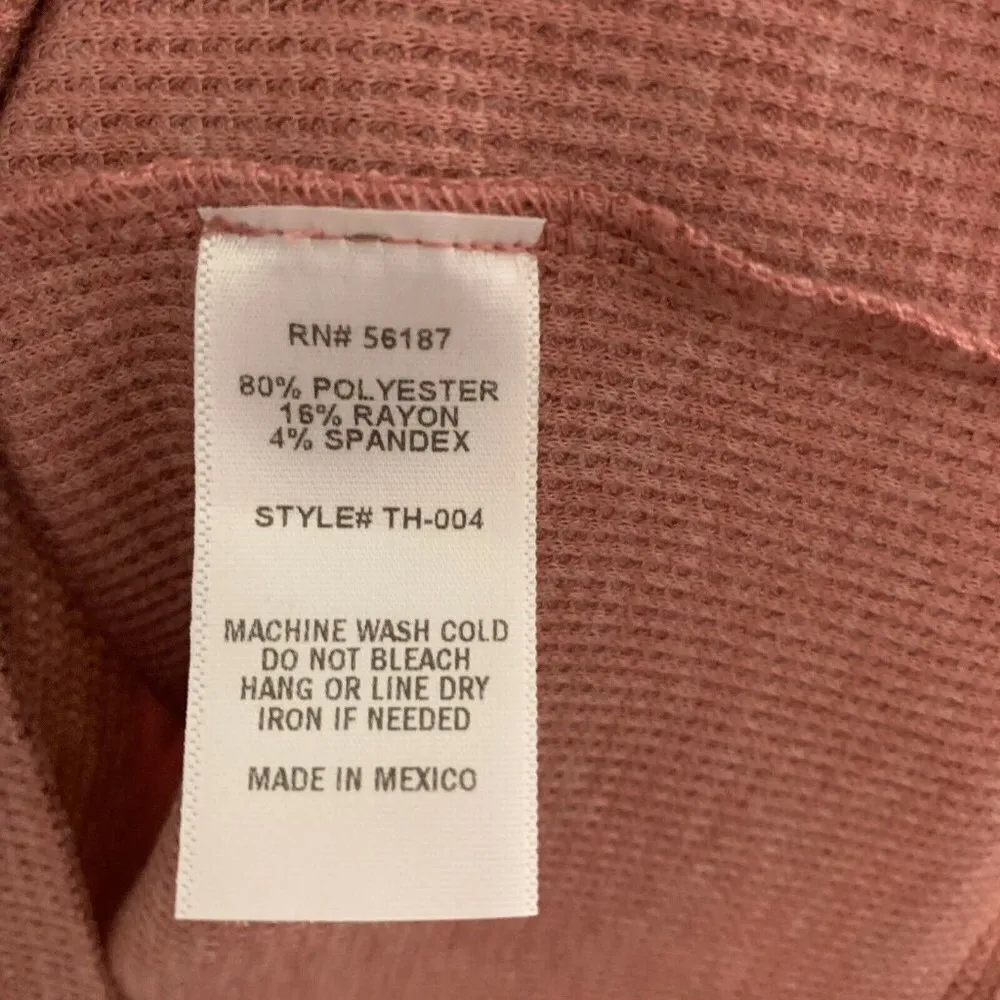 RN# 56187
80% POLYESTER
16% RAYON
4% SPANDEX
STYLE# TH-004
MACHINE WASH COLD
DO NOT BLEACH
HANG OR LINE DRY
IRON IF NEEDED
MADE IN MEXICO